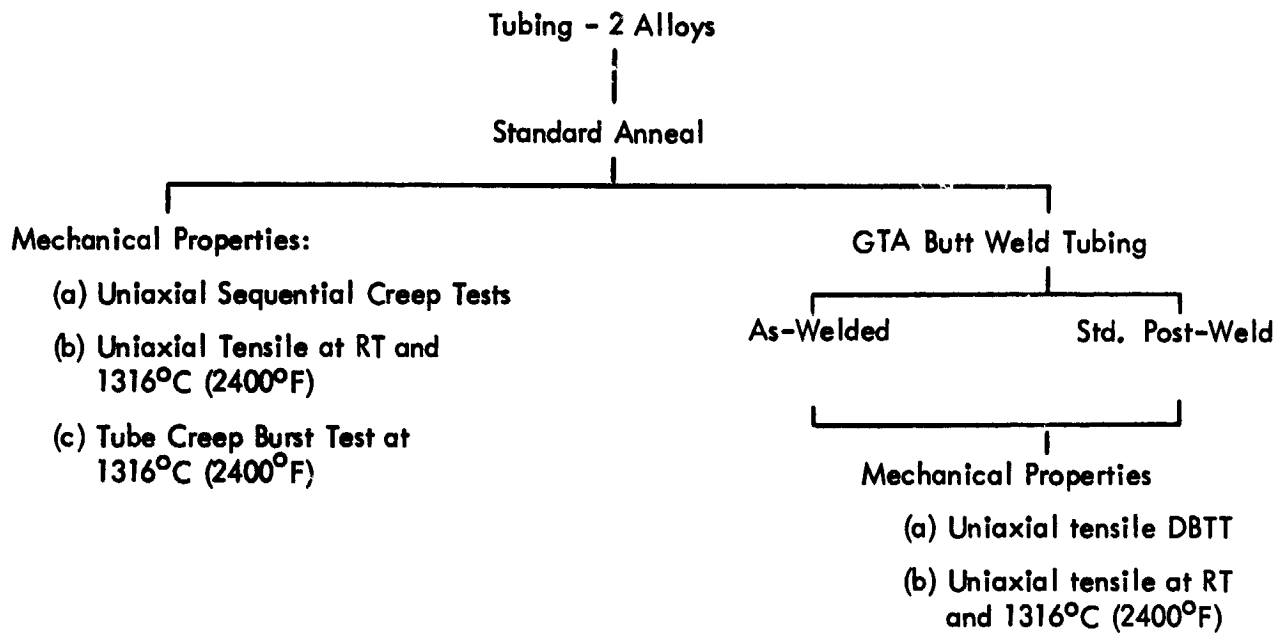 Tubing - 2 Alloys
Standard Anneal
Mechanical Properties:
(a) Uniaxial Sequential Creep Tests
(b) Uniaxial Tensile at RT and
1316°C (2400°F)
(c) Tube Creep Burst Test at
1316°C (2400°F)
GTA Butt Weld Tubing
As-Welded
Std. Post-Weld
Mechanical Properties
(a) Uniaxial tensile DBTT
(b) Uniaxial tensile at RT
and 1316°C (2400°F)